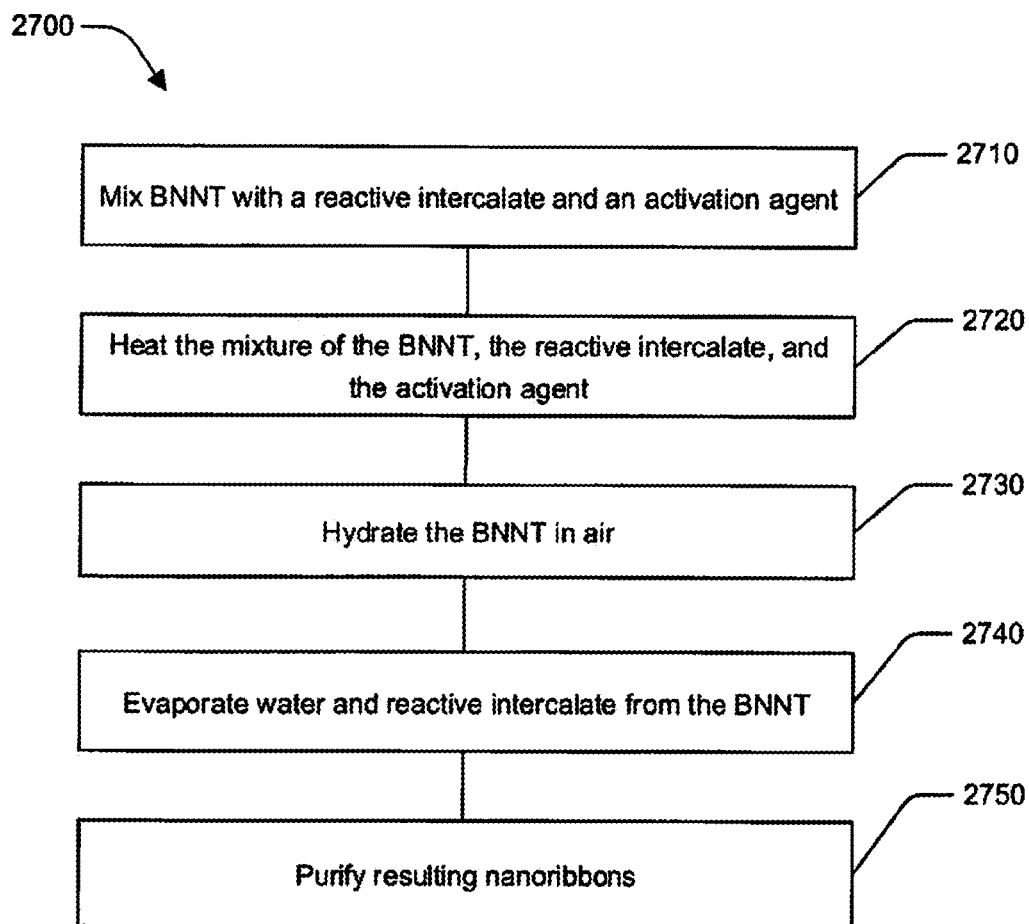 2700
2710
Mix BNNT with a reactive intercalate and an activation agent
2720
Heat the mixture of the BNNT, the reactive intercalate, and
the activation agent
2730
Hydrate the BNNT in air
2740
Evaporate water and reactive intercalate from the BNNT
2750
Purify resulting nanoribbons